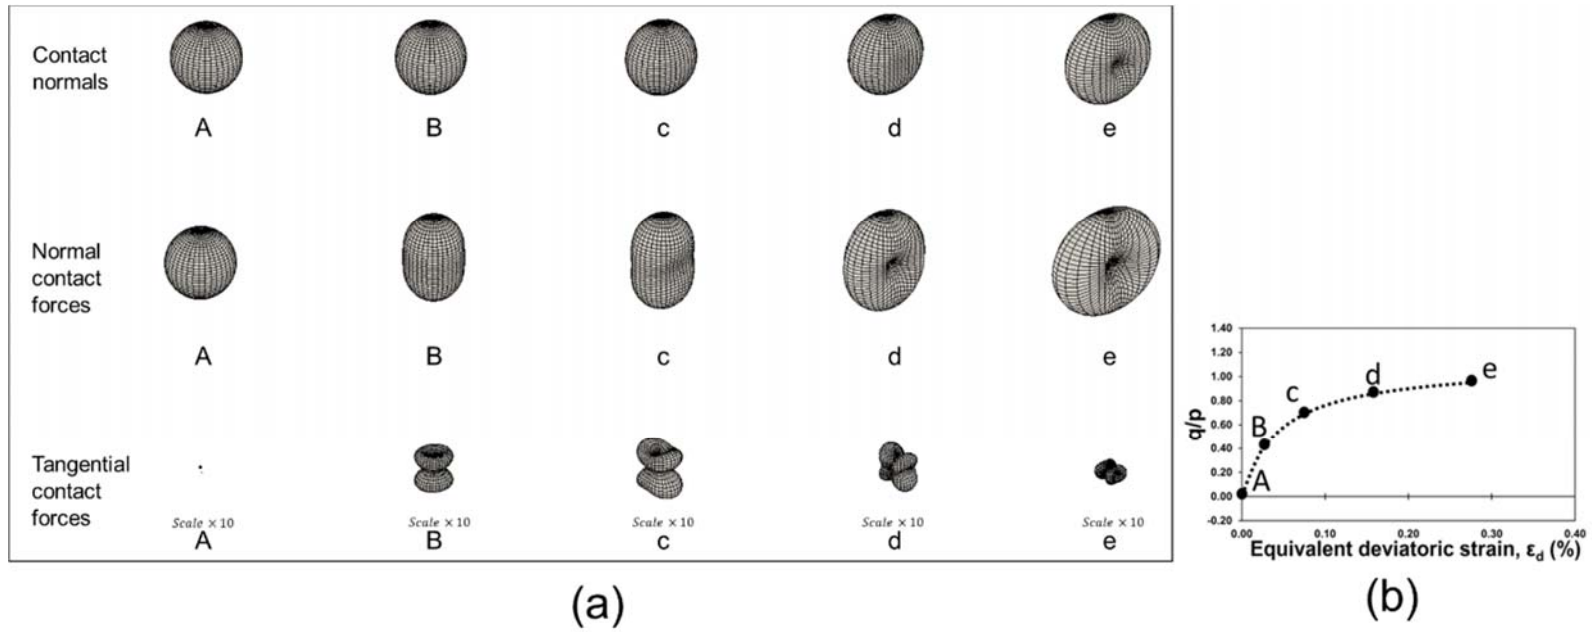 Contact
normals
A B c d e
Normal
contact
forces
A B c d e
Tangential
contact
forces
Scale × 10 Scale × 10 Scale × 10 Scale × 10 Scale × 10
A B c d e
(a)
1.40
1.20
1.00
0.80
0.60
0.40
0.20
0.00
-0.20
q/p
A B c d e
0.00 0.10 0.20 0.30 0.40
Equivalent deviatoric strain, εd (%)
(b)